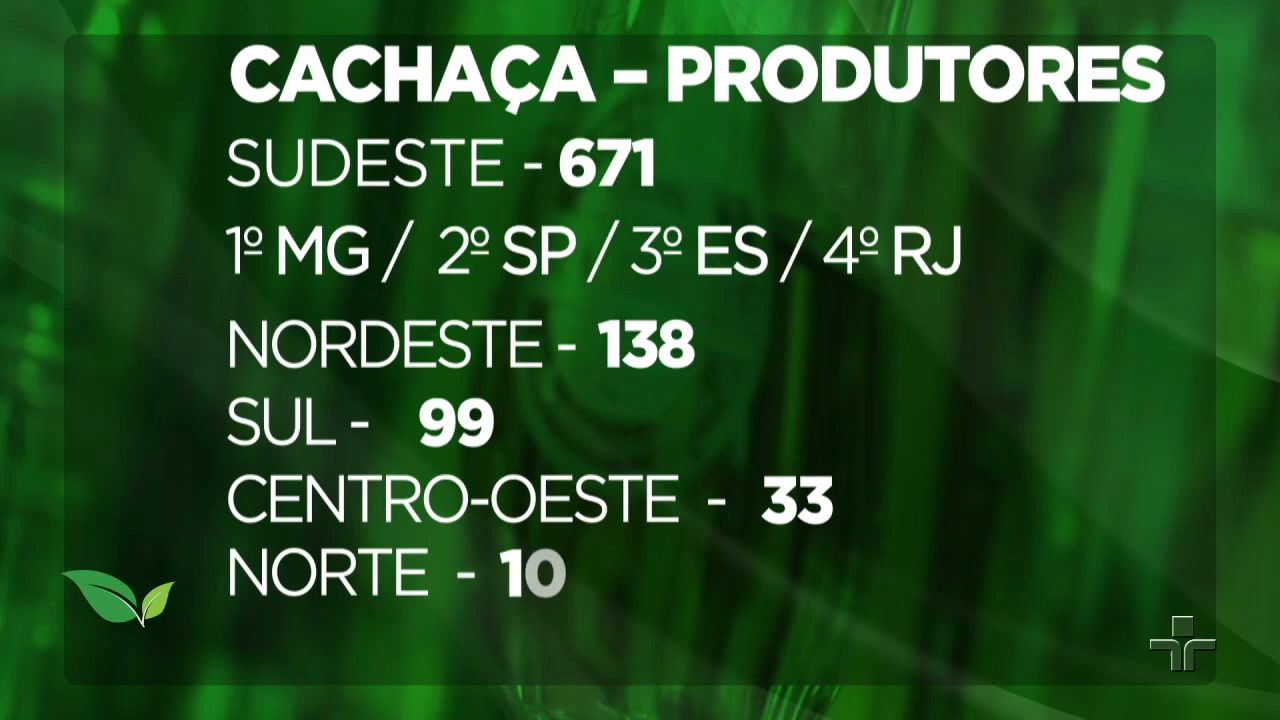 CACHAÇA – PRODUTORES
SUDESTE - 671
1º MG / 2º SP / 3º ES / 4º RJ
NORDESTE - 138
SUL - 99
CENTRO-OESTE - 33
NORTE - 10